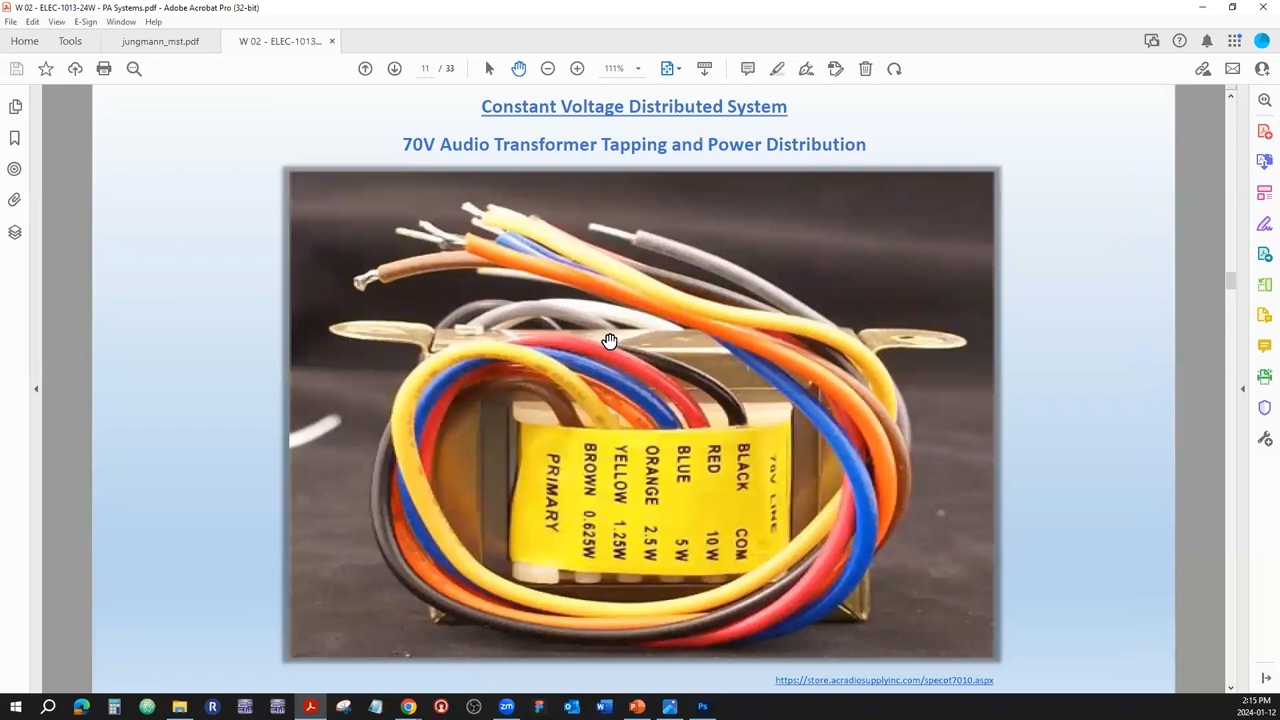 W 02 - ELEC-1013-24W - PA Systems.pdf - Adobe Acrobat Pro (32-bit)
File Edit View E-Sign Window Help
Home Tools jungmann_mst.pdf W 02 - ELEC-1013... ×
11 / 33 111%
Constant Voltage Distributed System
70V Audio Transformer Tapping and Power Distribution
70V LINE
BLACK COM
RED 10W
BLUE 5W
ORANGE 2.5W
YELLOW 1.25W
BROWN 0.625W
PRIMARY
https://store.acradiosupplyinc.com/specot7010.aspx
2:15 PM
2024-01-12